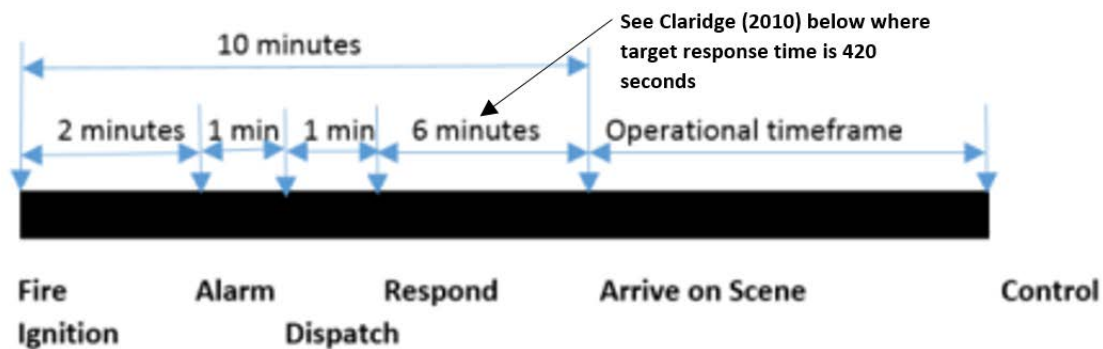 See Claridge (2010) below where
target response time is 420
seconds
10 minutes
2 minutes 1 min 1 min 6 minutes Operational timeframe
Fire Alarm Respond Arrive on Scene Control
Ignition Dispatch